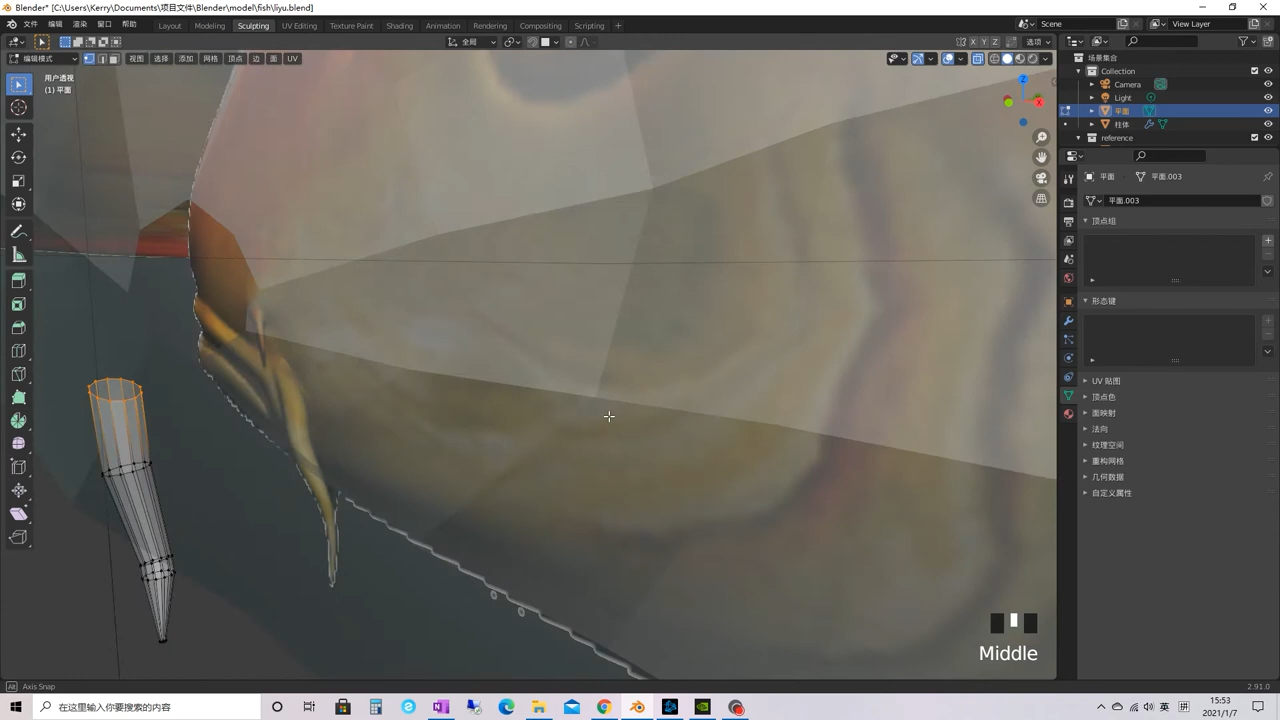 Blender* [C:\Users\Kerry\Documents\项目文件\Blender\model\fish\liyu.blend]
文件 编辑 渲染 窗口 帮助 Layout Modeling Sculpting UV Editing Texture Paint Shading Animation Rendering Compositing Scripting + Scene View Layer
全局 X Y Z 选项
编辑模式 视图 选择 添加 网格 顶点 边 面 UV
场景集合
用户透视
(1) 平面
Collection
Camera
Light
平面
柱体
reference
平面 平面.003
平面.003
顶点组
形态键
UV 贴图
顶点色
面映射
法向
纹理空间
重构网格
几何数据
自定义属性
Z
X
Middle
Alt Axis Snap 2.91.0
在这里输入你要搜索的内容
英 拼
15:53
2021/1/7